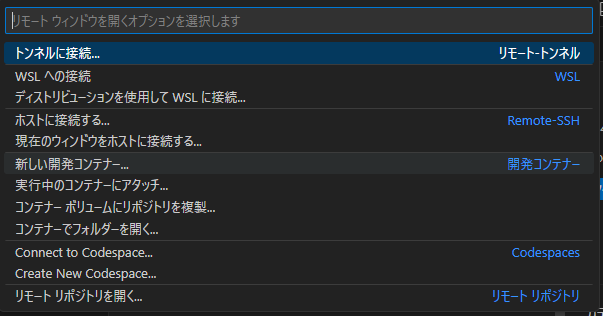 リモート ウィンドウを開くオプションを選択します
トンネルに接続... リモート-トンネル
WSL への接続 WSL
ディストリビューションを使用して WSL に接続...
ホストに接続する... Remote-SSH
現在のウィンドウをホストに接続する...
新しい開発コンテナー... 開発コンテナー
実行中のコンテナーにアタッチ...
コンテナー ボリュームにリポジトリを複製...
コンテナーでフォルダーを開く...
Connect to Codespace... Codespaces
Create New Codespace...
リモート リポジトリを開く... リモート リポジトリ